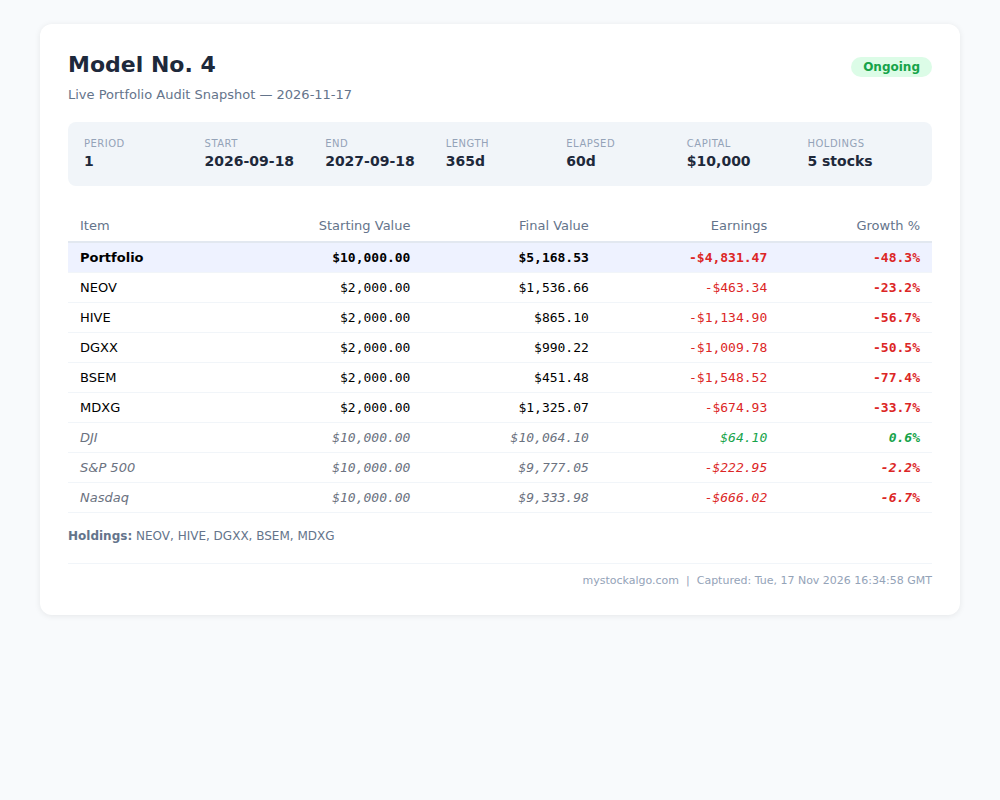 Model No. 4
Ongoing
Live Portfolio Audit Snapshot — 2026-11-17
PERIOD START END LENGTH ELAPSED CAPITAL HOLDINGS
1 2026-09-18 2027-09-18 365d 60d $10,000 5 stocks
Item Starting Value Final Value Earnings Growth %
Portfolio $10,000.00 $5,168.53 -$4,831.47 -48.3%
NEOV $2,000.00 $1,536.66 -$463.34 -23.2%
HIVE $2,000.00 $865.10 -$1,134.90 -56.7%
DGXX $2,000.00 $990.22 -$1,009.78 -50.5%
BSEM $2,000.00 $451.48 -$1,548.52 -77.4%
MDXG $2,000.00 $1,325.07 -$674.93 -33.7%
DJI $10,000.00 $10,064.10 $64.10 0.6%
S&P 500 $10,000.00 $9,777.05 -$222.95 -2.2%
Nasdaq $10,000.00 $9,333.98 -$666.02 -6.7%
Holdings: NEOV, HIVE, DGXX, BSEM, MDXG
mystockalgo.com | Captured: Tue, 17 Nov 2026 16:34:58 GMT